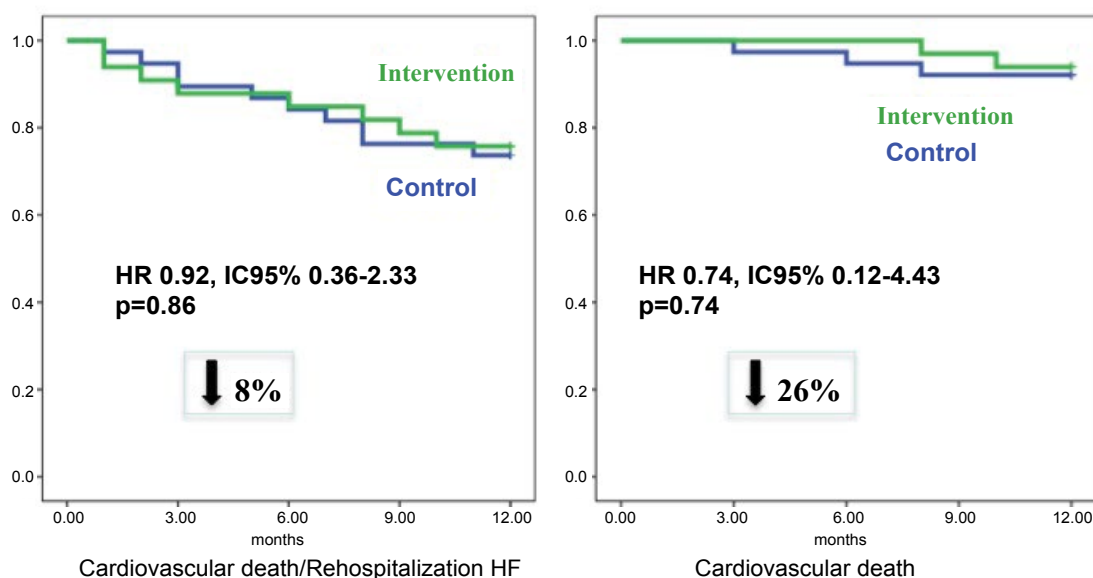 1.0
0.8
0.6
0.4
0.2
0.0
Intervention
Control
HR 0.92, IC95% 0.36-2.33
p=0.86
8%
0.00 3.00 6.00 9.00 12.00
months
Cardiovascular death/Rehospitalization HF
1.0
0.8
0.6
0.4
0.2
0.0
Intervention
Control
HR 0.74, IC95% 0.12-4.43
p=0.74
26%
0.00 3.00 6.00 9.00 12.00
months
Cardiovascular death